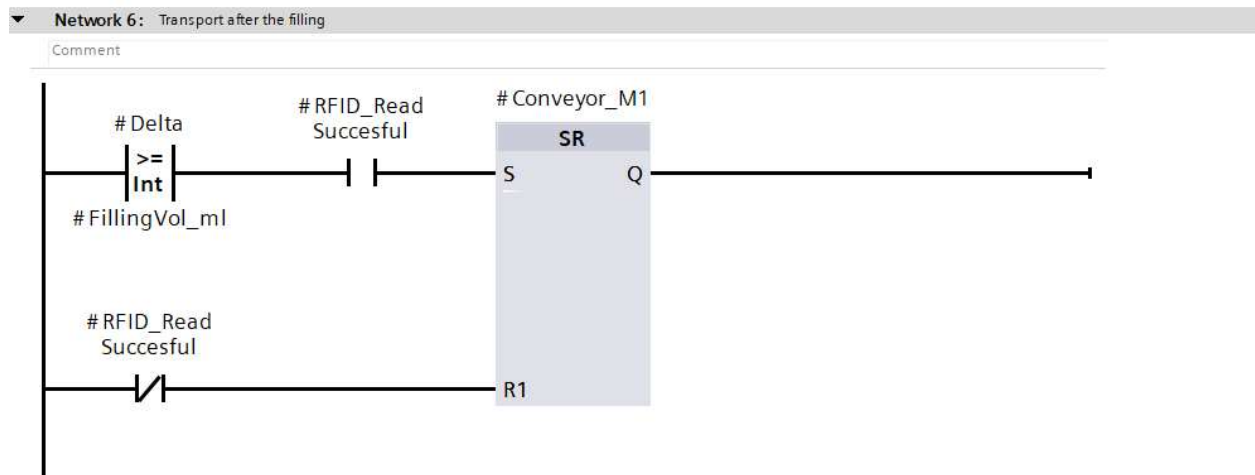 Network 6: Transport after the filling
Comment
#Delta
>=
Int
#FillingVol_ml
#RFID_Read
Succesful
#Conveyor_M1
SR
S
Q
#RFID_Read
Succesful
R1